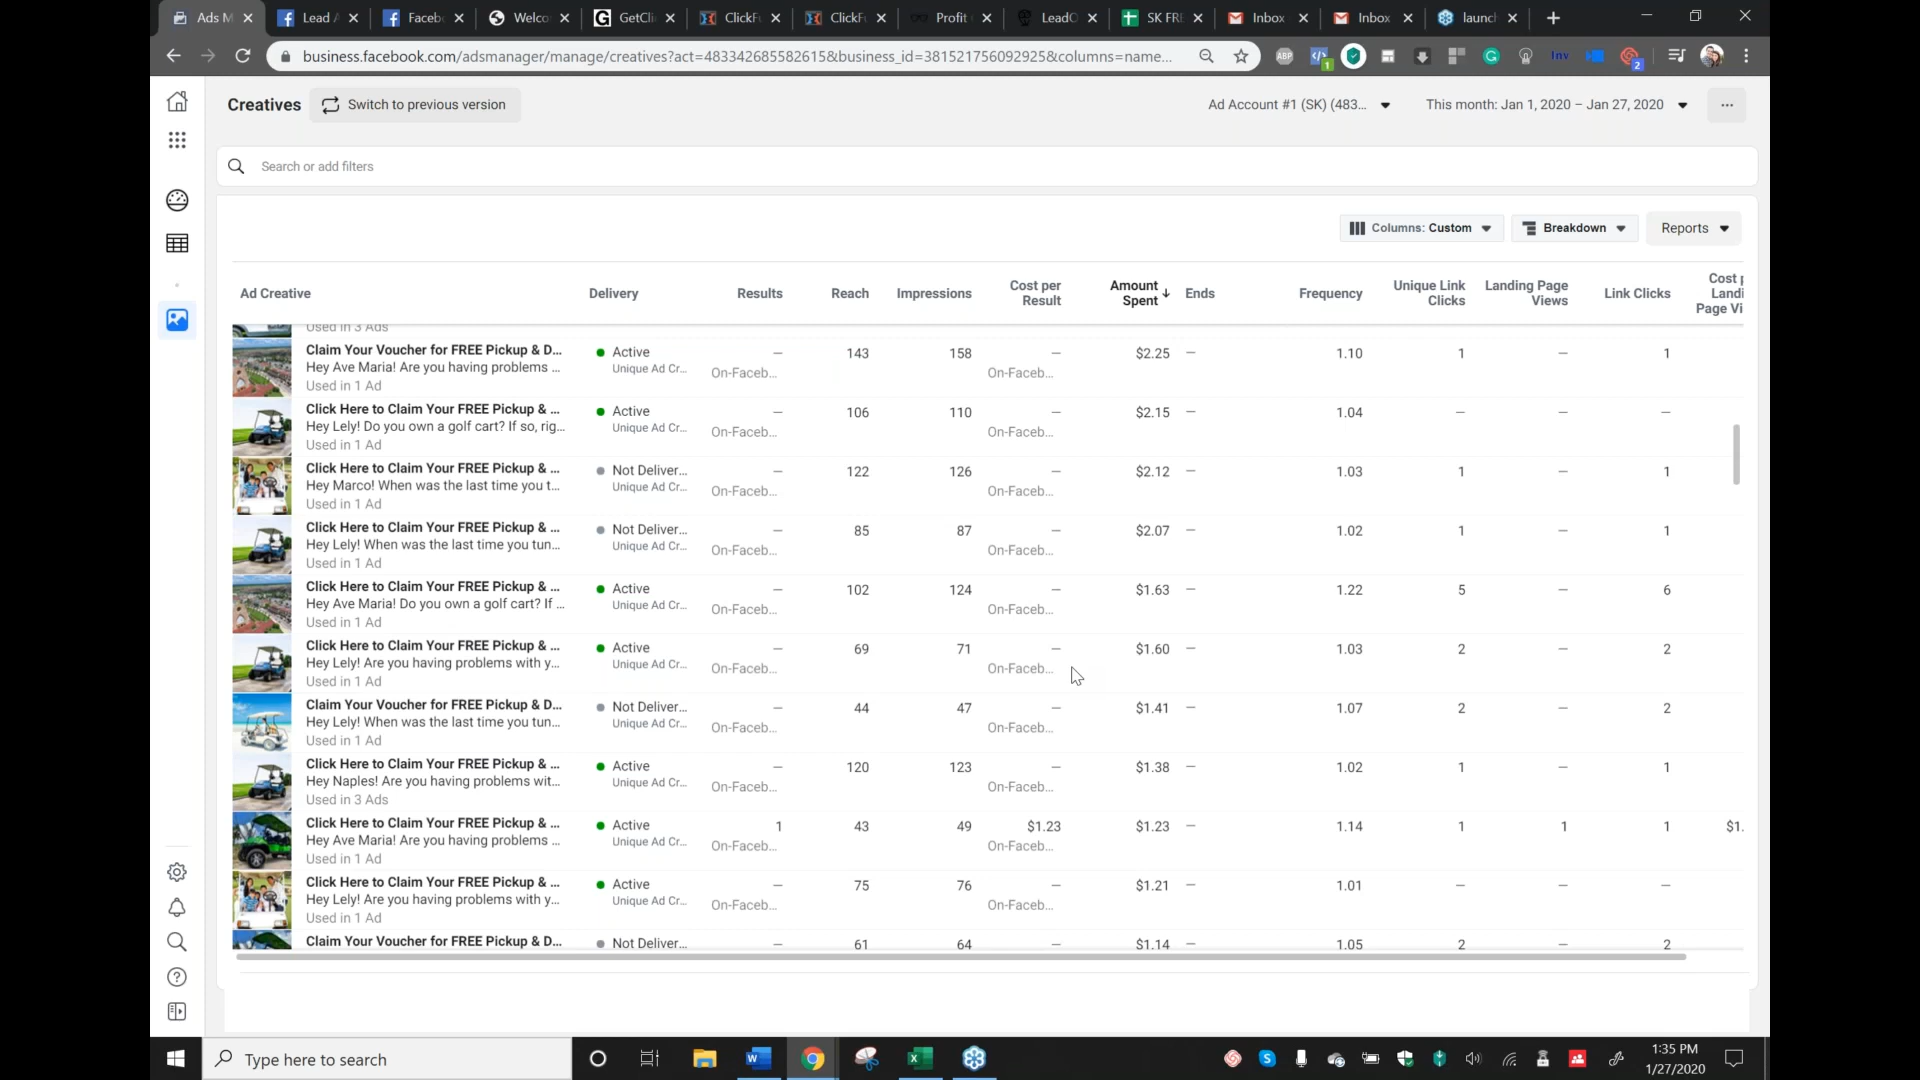 Ads M
Lead A
Faceb
Welco
GetCli
ClickFu
ClickFu
Profit
LeadO
SK FRE
Inbox
Inbox
launc
business.facebook.com/adsmanager/manage/creatives?act=483342685582615&business_id=381521756092925&columns=name...
ABP
1
Inv
2
Creatives
Switch to previous version
Ad Account #1 (SK) (483...
This month: Jan 1, 2020 – Jan 27, 2020
Search or add filters
Columns: Custom
Breakdown
Reports
Ad Creative Delivery Results Reach Impressions Cost per Result Amount Spent ↓ Ends Frequency Unique Link Clicks Landing Page Views Link Clicks Cost p Landi Page Vi
Used in 3 Ads
Claim Your Voucher for FREE Pickup & D... Active — 143 158 — $2.25 — 1.10 1 — 1
Hey Ave Maria! Are you having problems ... Unique Ad Cr... On-Faceb... On-Faceb...
Used in 1 Ad
Click Here to Claim Your FREE Pickup & ... Active — 106 110 — $2.15 — 1.04 — — —
Hey Lely! Do you own a golf cart? If so, rig... Unique Ad Cr... On-Faceb... On-Faceb...
Used in 1 Ad
Click Here to Claim Your FREE Pickup & ... Not Deliver... — 122 126 — $2.12 — 1.03 1 — 1
Hey Marco! When was the last time you t... Unique Ad Cr... On-Faceb... On-Faceb...
Used in 1 Ad
Click Here to Claim Your FREE Pickup & ... Not Deliver... — 85 87 — $2.07 — 1.02 1 — 1
Hey Lely! When was the last time you tun... Unique Ad Cr... On-Faceb... On-Faceb...
Used in 1 Ad
Click Here to Claim Your FREE Pickup & ... Active — 102 124 — $1.63 — 1.22 5 — 6
Hey Ave Maria! Do you own a golf cart? If ... Unique Ad Cr... On-Faceb... On-Faceb...
Used in 1 Ad
Click Here to Claim Your FREE Pickup & ... Active — 69 71 — $1.60 — 1.03 2 — 2
Hey Lely! Are you having problems with y... Unique Ad Cr... On-Faceb... On-Faceb...
Used in 1 Ad
Claim Your Voucher for FREE Pickup & D... Not Deliver... — 44 47 — $1.41 — 1.07 2 — 2
Hey Lely! When was the last time you tun... Unique Ad Cr... On-Faceb... On-Faceb...
Used in 1 Ad
Click Here to Claim Your FREE Pickup & ... Active — 120 123 — $1.38 — 1.02 1 — 1
Hey Naples! Are you having problems wit... Unique Ad Cr... On-Faceb... On-Faceb...
Used in 3 Ads
Click Here to Claim Your FREE Pickup & ... Active 1 43 49 $1.23 $1.23 — 1.14 1 1 1 $1.
Hey Ave Maria! Are you having problems ... Unique Ad Cr... On-Faceb... On-Faceb...
Used in 1 Ad
Click Here to Claim Your FREE Pickup & ... Active — 75 76 — $1.21 — 1.01 — — —
Hey Lely! Are you having problems with y... Unique Ad Cr... On-Faceb... On-Faceb...
Used in 1 Ad
Claim Your Voucher for FREE Pickup & D... Not Deliver... — 61 64 — $1.14 — 1.05 2 — 2
Type here to search
1:35 PM
1/27/2020